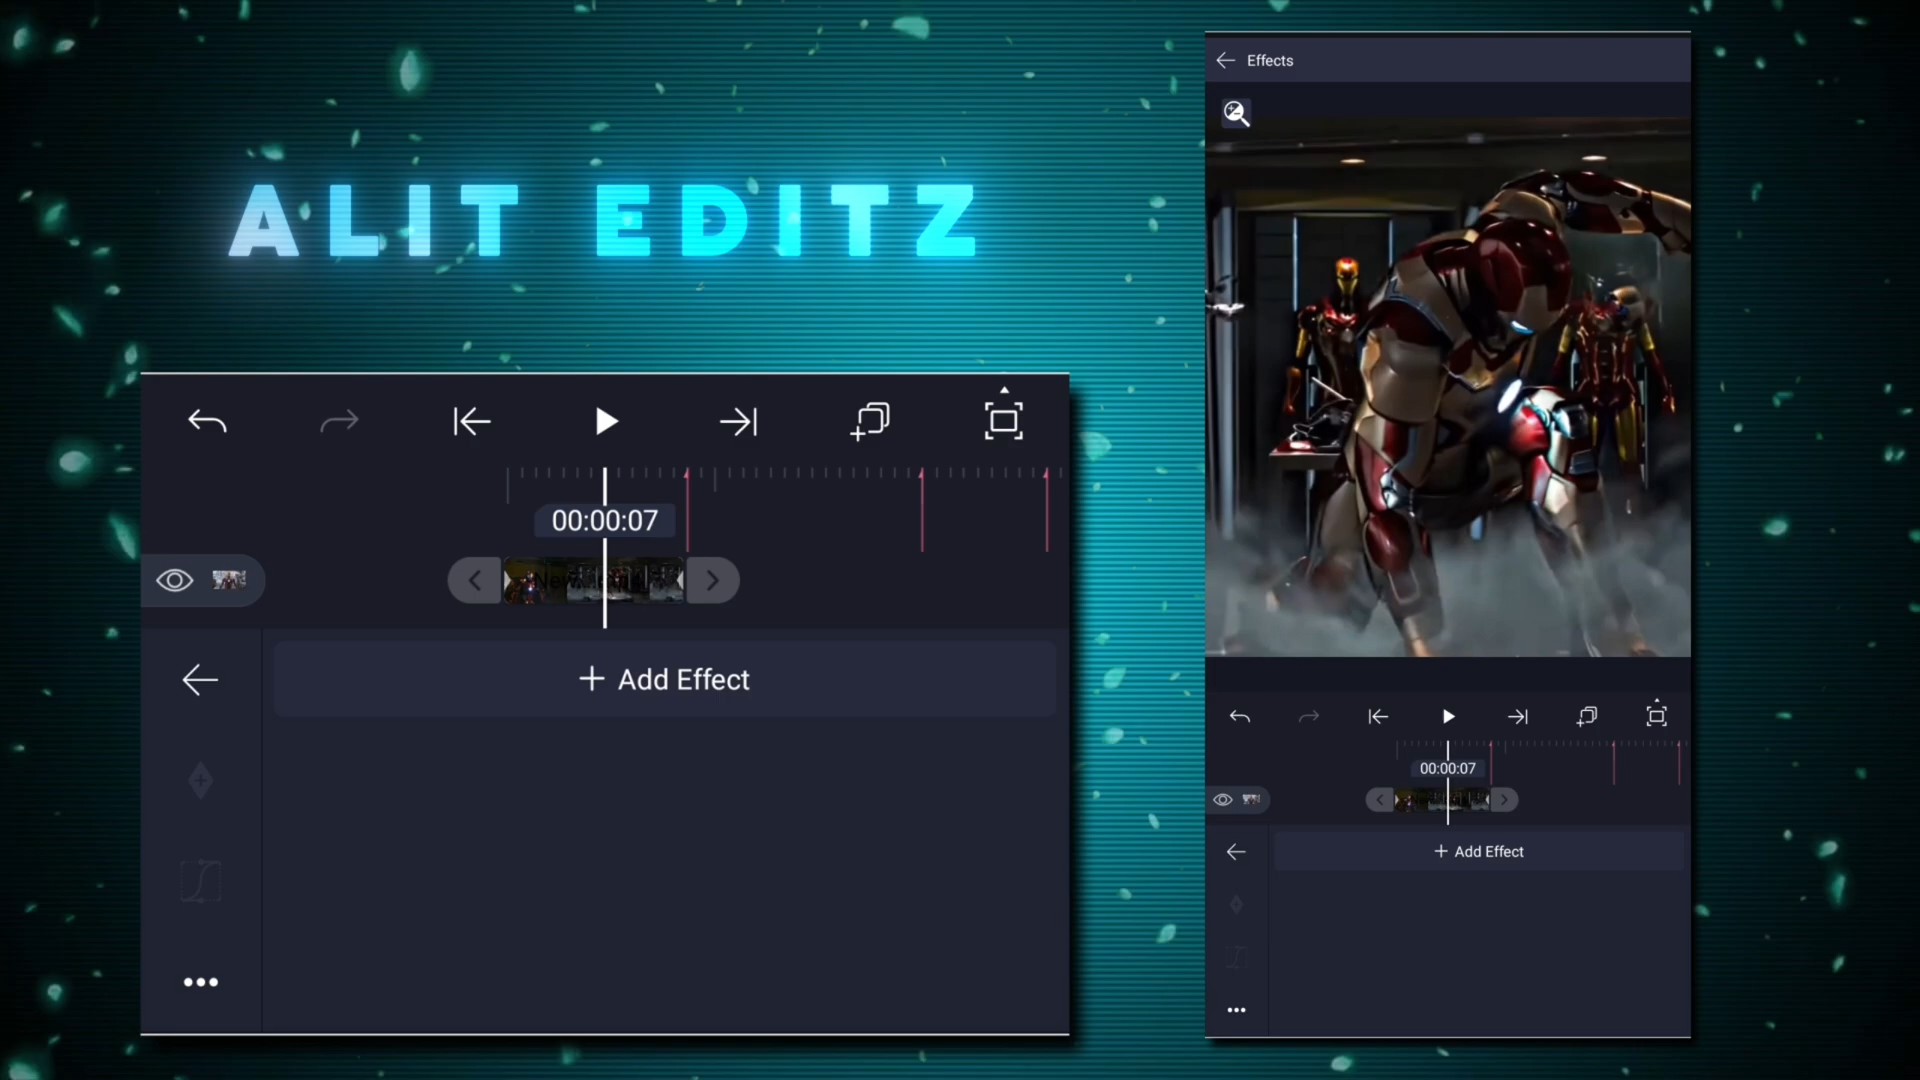 ALIT EDITZ
00:00:07
+ Add Effect
Effects
00:00:07
+ Add Effect